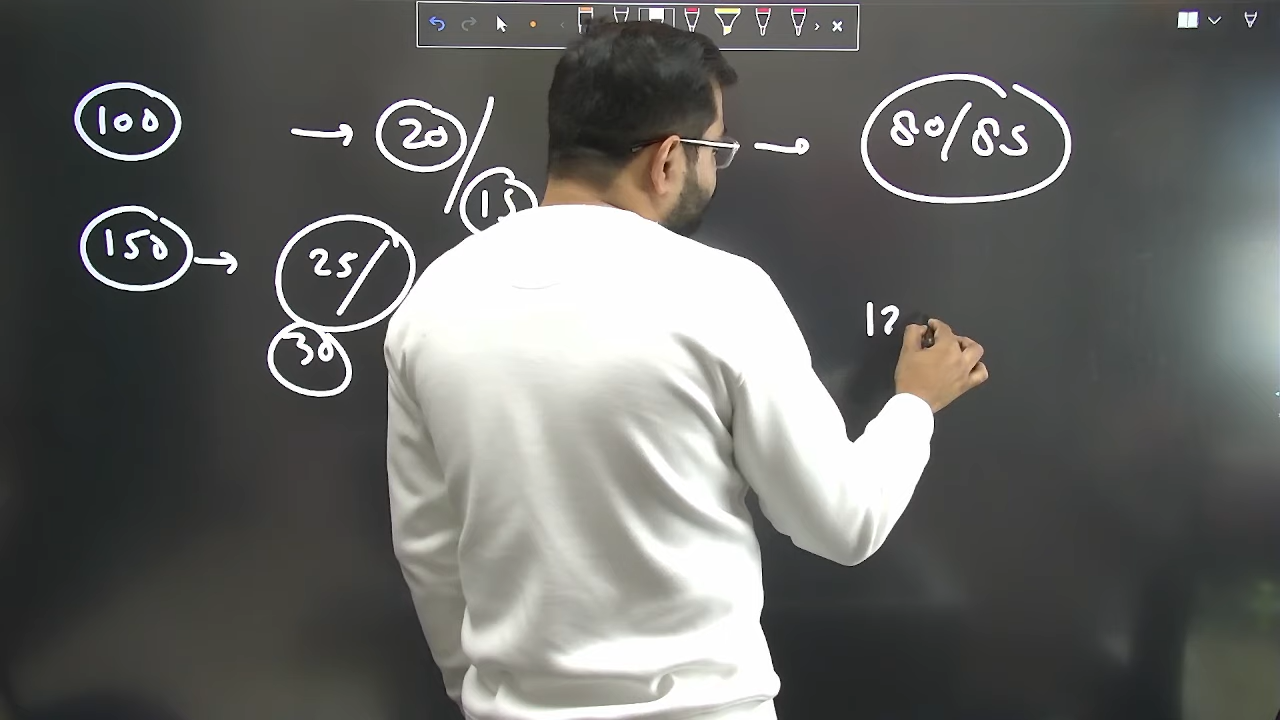 100 → 20/15 → 80/85
150 → 25/
30
12